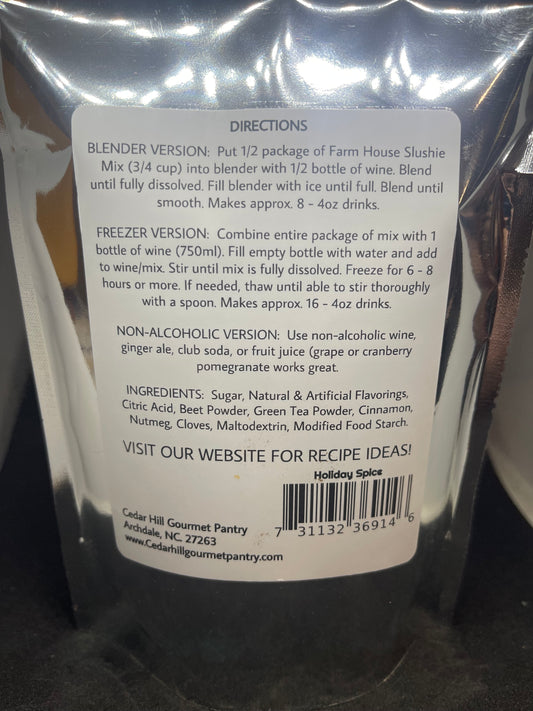 DIRECTIONS
BLENDER VERSION: Put 1/2 package of Farm House Slushie
Mix (3/4 cup) into blender with 1/2 bottle of wine. Blend
until fully dissolved. Fill blender with ice until full. Blend until
smooth. Makes approx. 8 - 4oz drinks.
FREEZER VERSION: Combine entire package of mix with 1
bottle of wine (750ml). Fill empty bottle with water and add
to wine/mix. Stir until mix is fully dissolved. Freeze for 6 - 8
hours or more. If needed, thaw until able to stir thoroughly
with a spoon. Makes approx. 16 - 4oz drinks.
NON-ALCOHOLIC VERSION: Use non-alcoholic wine,
ginger ale, club soda, or fruit juice (grape or cranberry
pomegranate works great.
INGREDIENTS: Sugar, Natural & Artificial Flavorings,
Citric Acid, Beet Powder, Green Tea Powder, Cinnamon,
Nutmeg, Cloves, Maltodextrin, Modified Food Starch.
VISIT OUR WEBSITE FOR RECIPE IDEAS!
Holiday Spice
7 31132 36914 6
Cedar Hill Gourmet Pantry
Archdale, NC. 27263
www.Cedarhillgourmetpantry.com